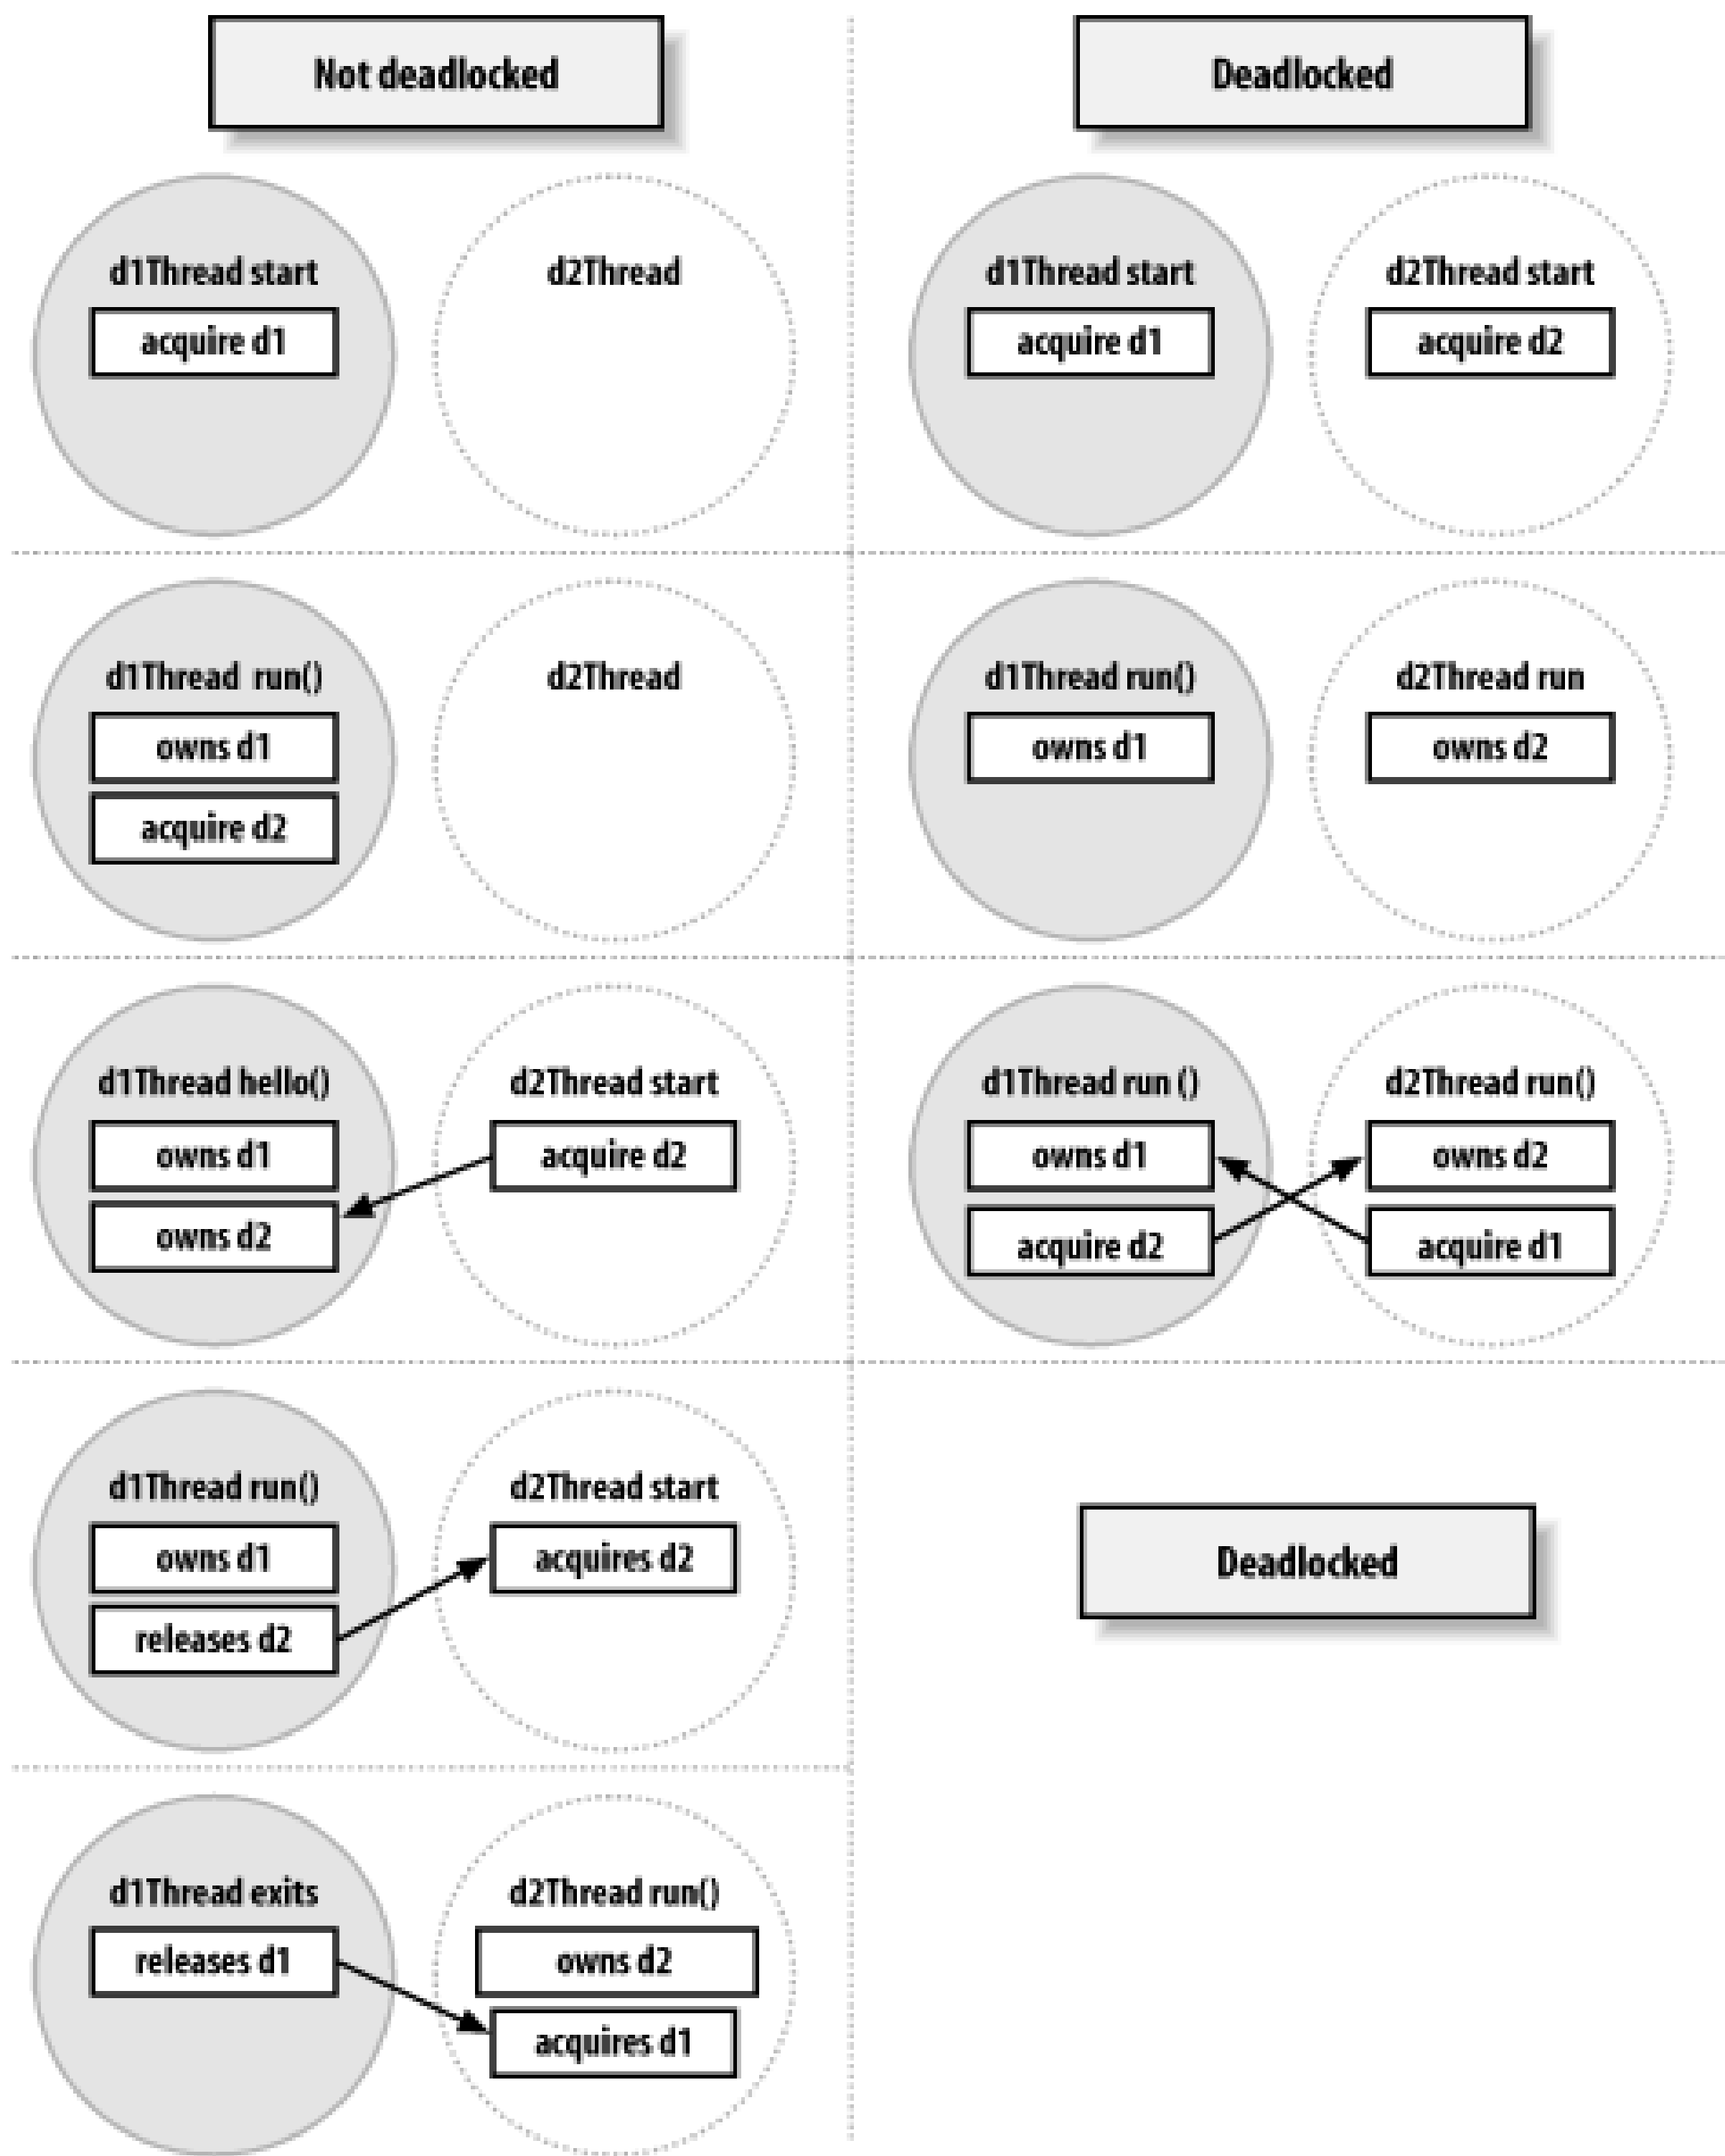 Not deadlocked
Deadlocked
d1Thread start
acquire d1
d2Thread
d1Thread start
acquire d1
d2Thread start
acquire d2
d1Thread run()
owns d1
acquire d2
d2Thread
d1Thread run()
owns d1
d2Thread run
owns d2
d1Thread hello()
owns d1
owns d2
d2Thread start
acquire d2
d1Thread run ()
owns d1
acquire d2
d2Thread run()
owns d2
acquire d1
d1Thread run()
owns d1
releases d2
d2Thread start
acquires d2
Deadlocked
d1Thread exits
releases d1
d2Thread run()
owns d2
acquires d1